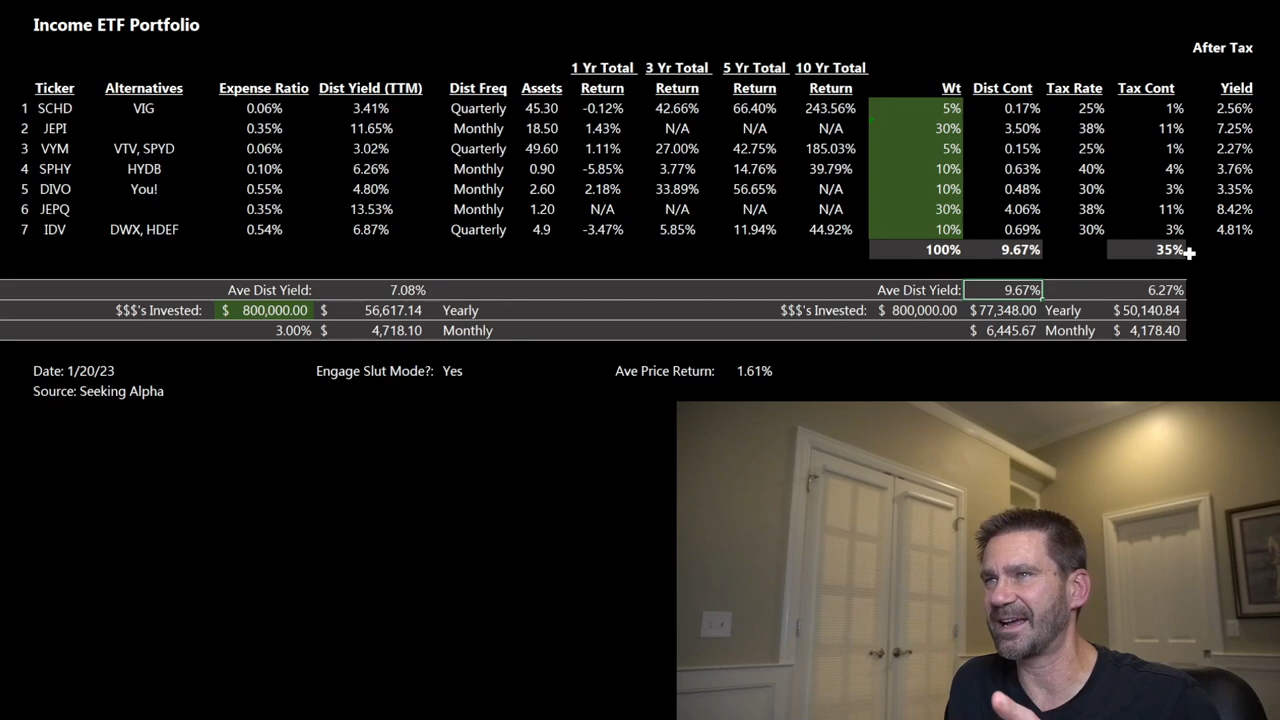 Income ETF Portfolio
After Tax
1 Yr Total 3 Yr Total 5 Yr Total 10 Yr Total
Ticker Alternatives Expense Ratio Dist Yield (TTM) Dist Freq Assets Return Return Return Return Wt Dist Cont Tax Rate Tax Cont Yield
1 SCHD VIG 0.06% 3.41% Quarterly 45.30 -0.12% 42.66% 66.40% 243.56% 5% 0.17% 25% 1% 2.56%
2 JEPI 0.35% 11.65% Monthly 18.50 1.43% N/A N/A N/A 30% 3.50% 38% 11% 7.25%
3 VYM VTV, SPYD 0.06% 3.02% Quarterly 49.60 1.11% 27.00% 42.75% 185.03% 5% 0.15% 25% 1% 2.27%
4 SPHY HYDB 0.10% 6.26% Monthly 0.90 -5.85% 3.77% 14.76% 39.79% 10% 0.63% 40% 4% 3.76%
5 DIVO You! 0.55% 4.80% Monthly 2.60 2.18% 33.89% 56.65% N/A 10% 0.48% 30% 3% 3.35%
6 JEPQ 0.35% 13.53% Monthly 1.20 N/A N/A N/A N/A 30% 4.06% 38% 11% 8.42%
7 IDV DWX, HDEF 0.54% 6.87% Quarterly 4.9 -3.47% 5.85% 11.94% 44.92% 10% 0.69% 30% 3% 4.81%
100% 9.67% 35%
Ave Dist Yield: 7.08% Ave Dist Yield: 9.67% 6.27%
$$$'s Invested: $ 800,000.00 $ 56,617.14 Yearly $$$'s Invested: $ 800,000.00 $77,348.00 Yearly $50,140.84
3.00% $ 4,718.10 Monthly $ 6,445.67 Monthly $ 4,178.40
Date: 1/20/23 Engage Slut Mode?: Yes Ave Price Return: 1.61%
Source: Seeking Alpha